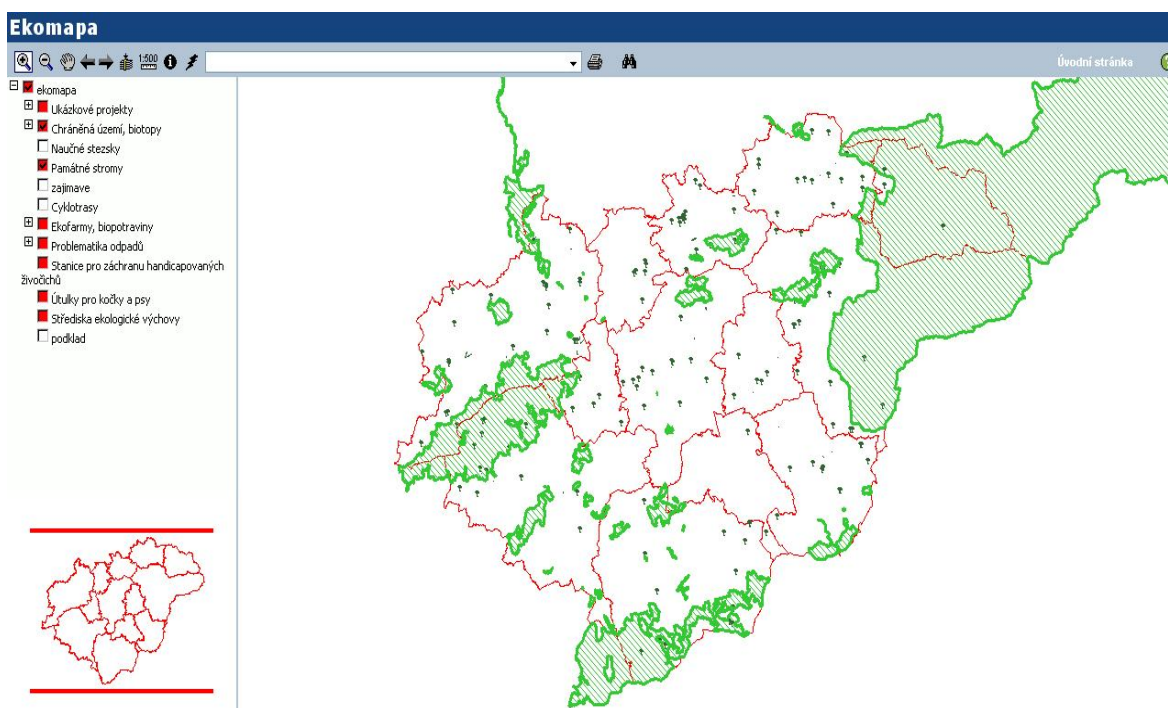 Ekomapa
1:500
Úvodní stránka
ekomapa
Ukázkové projekty
Chráněná území, biotopy
Naučné stezsky
Památné stromy
zajimave
Cyklotrasy
Ekofarmy, biopotraviny
Problematika odpadů
Stanice pro záchranu handicapovaných
živočichů
Útulky pro kočky a psy
Střediska ekologické výchovy
podklad